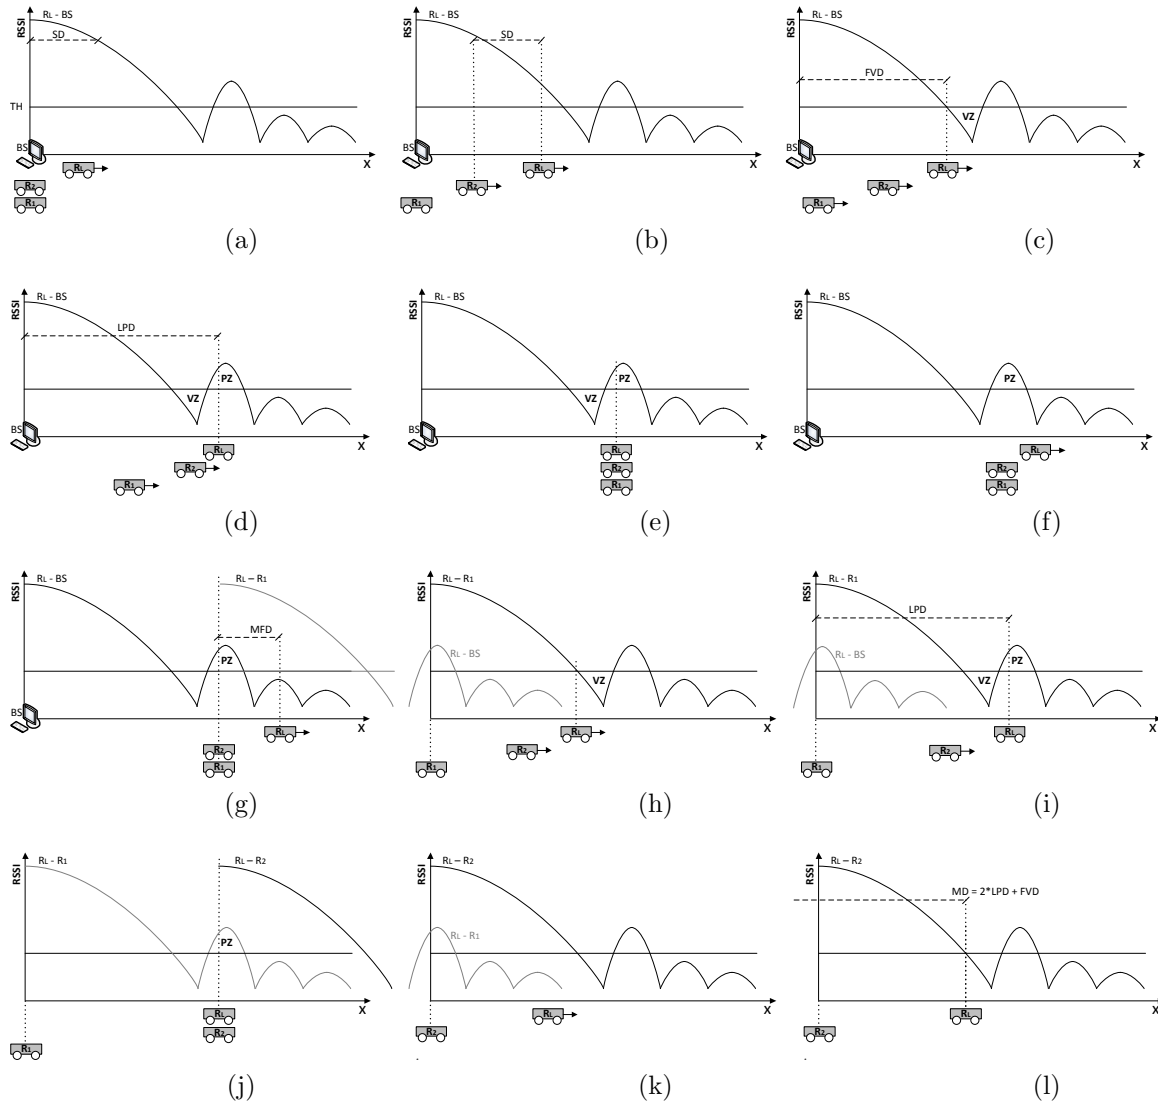 RSSI
RL - BS
SD
TH
BS
X
RL
R2
R1
(a)
RSSI
RL - BS
SD
BS
X
RL
R2
R1
(b)
RSSI
RL - BS
FVD
VZ
BS
X
RL
R2
R1
(c)
RSSI
RL - BS
LPD
PZ
VZ
BS
X
RL
R2
R1
(d)
RSSI
RL - BS
PZ
VZ
BS
X
RL
R2
R1
(e)
RSSI
RL - BS
PZ
BS
X
RL
R2
R1
(f)
RSSI
RL - BS
RL – R1
MFD
PZ
BS
X
RL
R2
R1
(g)
RSSI
RL – R1
RL - BS
VZ
X
RL
R2
R1
(h)
RSSI
RL - R1
LPD
RL - BS
PZ
VZ
X
RL
R2
R1
(i)
RSSI
RL - R1
RL – R2
PZ
X
RL
R2
R1
(j)
RSSI
RL – R2
RL - R1
X
RL
R2
(k)
RSSI
RL – R2
MD = 2*LPD + FVD
X
RL
R2
(l)